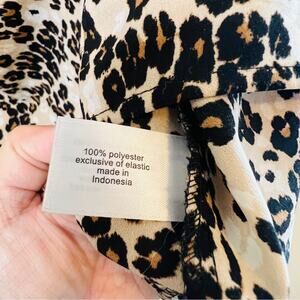 100% polyester
exclusive of elastic
made in
Indonesia